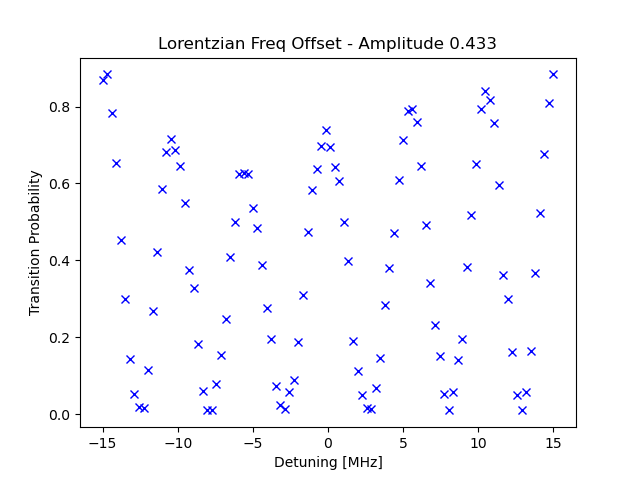 Lorentzian Freq Offset - Amplitude 0.433
Transition Probability
0.8
0.6
0.4
0.2
0.0
−15 −10 −5 0 5 10 15
Detuning [MHz]